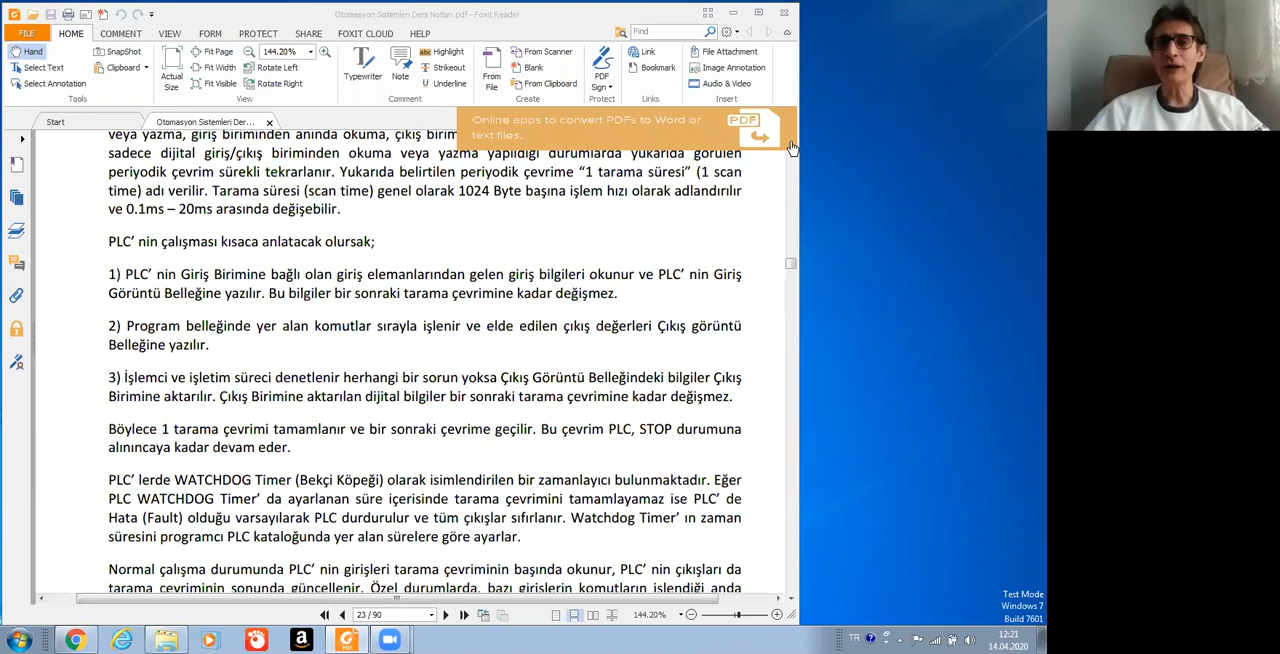 Otomasyon Sistemleri Ders Notları.pdf - Foxit Reader
FILE HOME COMMENT VIEW FORM PROTECT SHARE FOXIT CLOUD HELP Find
Hand SnapShot Fit Page 144.20% Highlight From Scanner Link File Attachment
Select Text Clipboard Fit Width Rotate Left Strikeout Blank Bookmark Image Annotation
Select Annotation Fit Visible Rotate Right Underline From Clipboard Audio & Video
Actual Size Typewriter Note From File PDF Sign
Tools View Comment Create Protect Links Insert
Start Otomasyon Sistemleri Der...
Online apps to convert PDFs to Word or
text files.
PDF
veya yazma, giriş biriminden anında okuma, çıkış birim
sadece dijital giriş/çıkış biriminden okuma veya yazma yapıldığı durumlarda yukarıda görülen
periyodik çevrim sürekli tekrarlanır. Yukarıda belirtilen periyodik çevrime “1 tarama süresi” (1 scan
time) adı verilir. Tarama süresi (scan time) genel olarak 1024 Byte başına işlem hızı olarak adlandırılır
ve 0.1ms – 20ms arasında değişebilir.
PLC’ nin çalışması kısaca anlatacak olursak;
1) PLC’ nin Giriş Birimine bağlı olan giriş elemanlarından gelen giriş bilgileri okunur ve PLC’ nin Giriş
Görüntü Belleğine yazılır. Bu bilgiler bir sonraki tarama çevrimine kadar değişmez.
2) Program belleğinde yer alan komutlar sırayla işlenir ve elde edilen çıkış değerleri Çıkış görüntü
Belleğine yazılır.
3) İşlemci ve işletim süreci denetlenir herhangi bir sorun yoksa Çıkış Görüntü Belleğindeki bilgiler Çıkış
Birimine aktarılır. Çıkış Birimine aktarılan dijital bilgiler bir sonraki tarama çevrimine kadar değişmez.
Böylece 1 tarama çevrimi tamamlanır ve bir sonraki çevrime geçilir. Bu çevrim PLC, STOP durumuna
alınıncaya kadar devam eder.
PLC’ lerde WATCHDOG Timer (Bekçi Köpeği) olarak isimlendirilen bir zamanlayıcı bulunmaktadır. Eğer
PLC WATCHDOG Timer’ da ayarlanan süre içerisinde tarama çevrimini tamamlayamaz ise PLC’ de
Hata (Fault) olduğu varsayılarak PLC durdurulur ve tüm çıkışlar sıfırlanır. Watchdog Timer’ ın zaman
süresini programcı PLC kataloğunda yer alan sürelere göre ayarlar.
Normal çalışma durumunda PLC’ nin girişleri tarama çevriminin başında okunur, PLC’ nin çıkışları da
tarama çevriminin sonunda güncellenir. Özel durumlarda, bazı girişlerin komutların işlendiği anda
23 / 90 144.20%
Test Mode
Windows 7
Build 7601
TR 12:21
14.04.2020